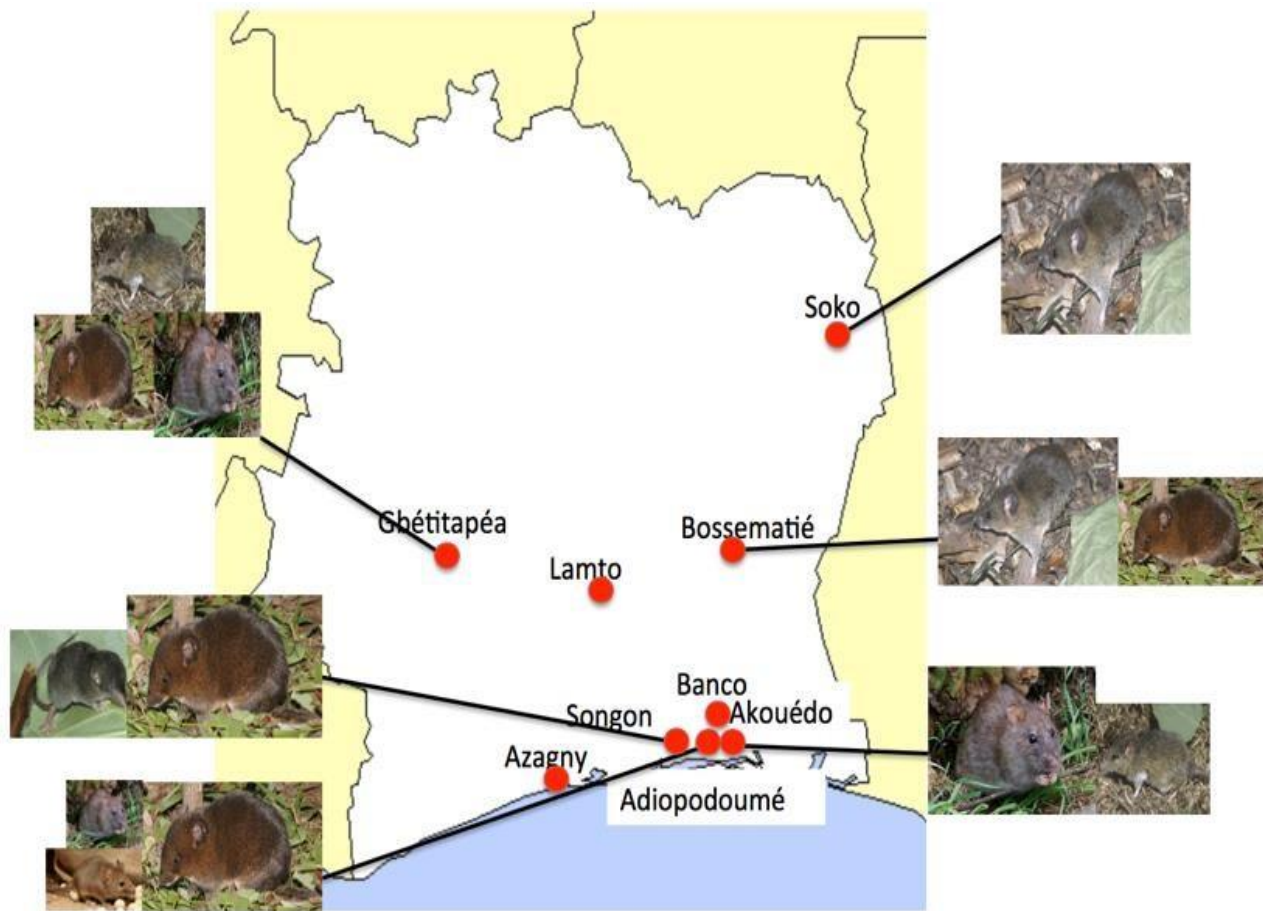 Soko
Ghétitapéa
Bossematié
Lamto
Banco
Songon
Akouédo
Azagny
Adiopodoumé